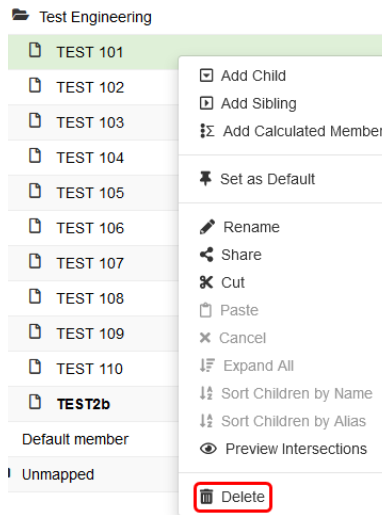 Test Engineering
TEST 101
TEST 102
TEST 103
TEST 104
TEST 105
TEST 106
TEST 107
TEST 108
TEST 109
TEST 110
TEST2b
Default member
Unmapped
Add Child
Add Sibling
Σ Add Calculated Member
Set as Default
Rename
Share
Cut
Paste
Cancel
Expand All
Sort Children by Name
Sort Children by Alias
Preview Intersections
Delete